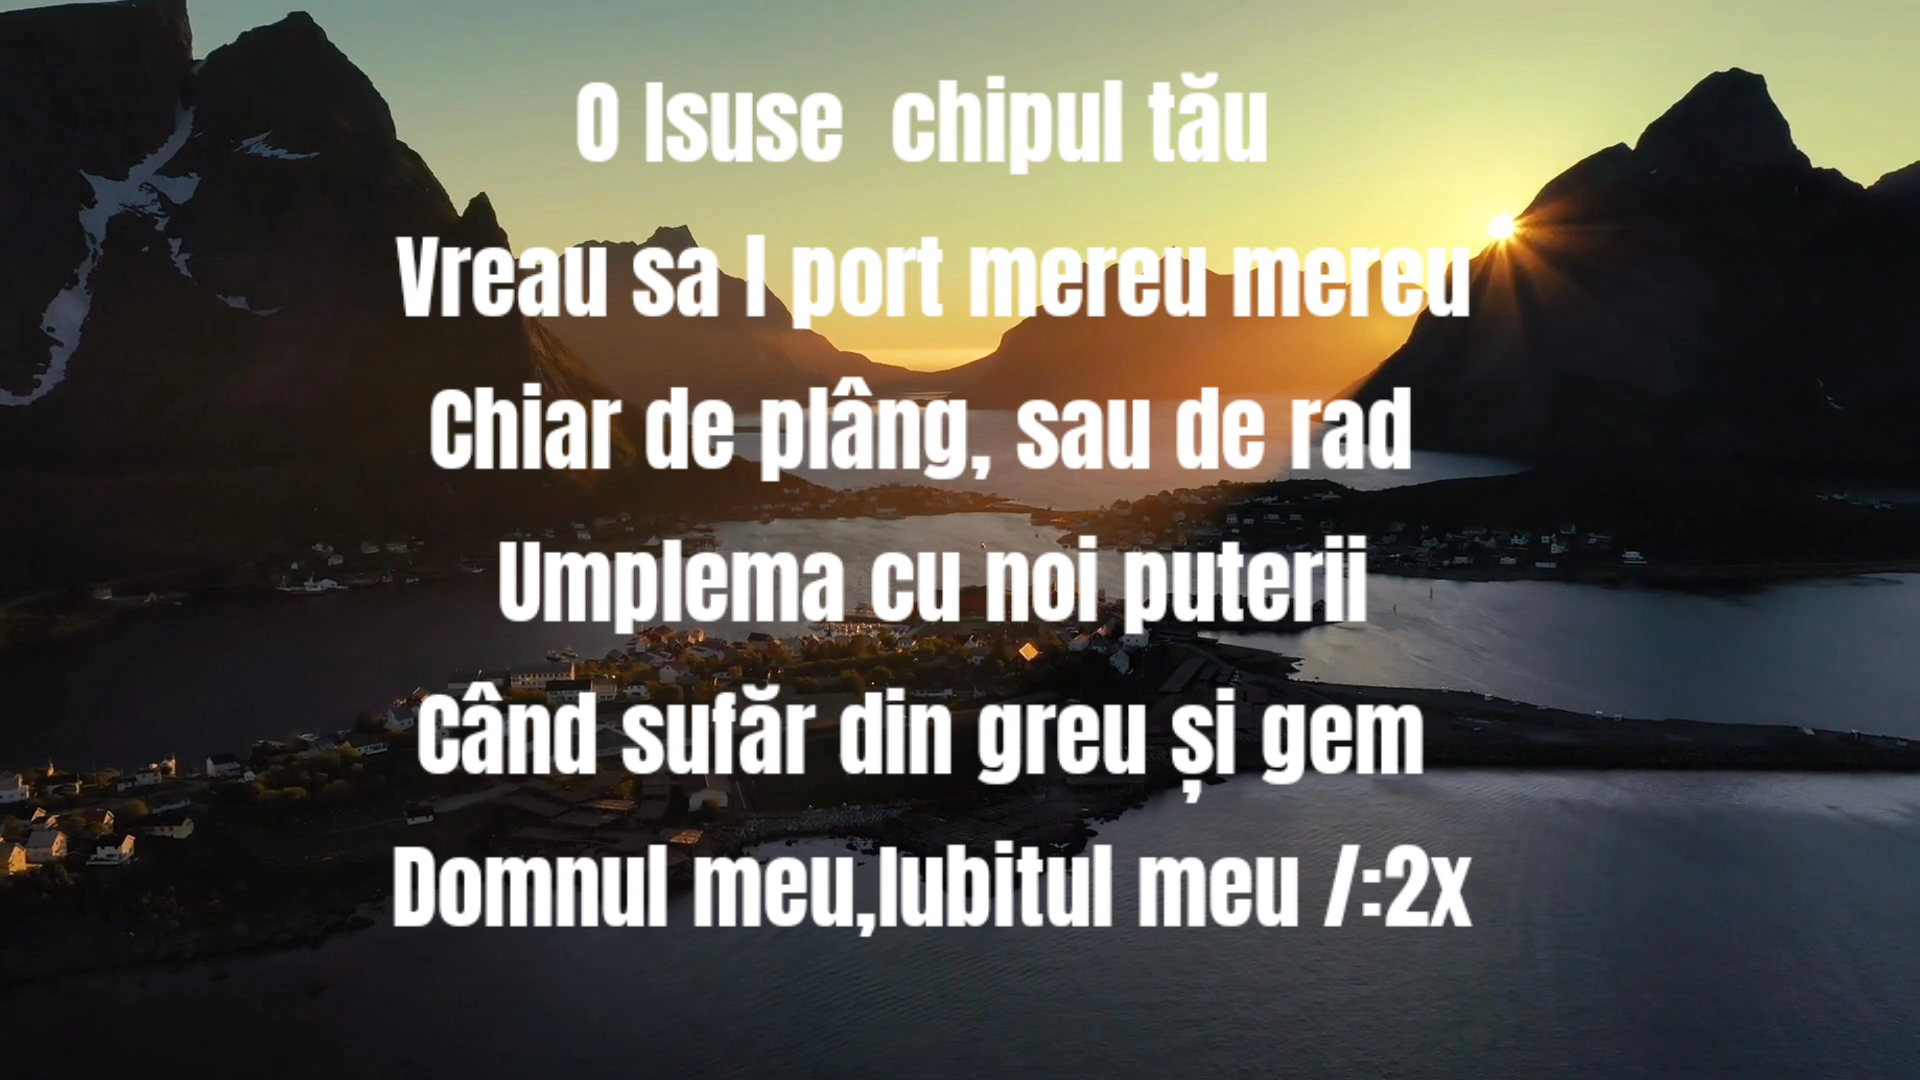 O Isuse  chipul tău
Vreau sa l port mereu mereu
Chiar de plâng, sau de rad
Umplema cu noi puterii
Când sufăr din greu și gem
Domnul meu,Iubitul meu /:2x